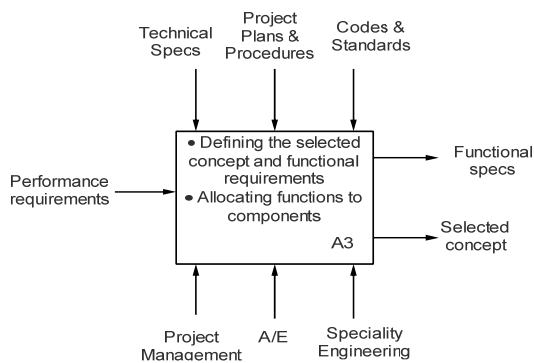 Technical
Specs
Project
Plans &
Procedures
Codes &
Standards
Performance
requirements
• Defining the selected
concept and functional
requirements
• Allocating functions to
components
A3
Functional
specs
Selected
concept
Project
Management
A/E
Speciality
Engineering